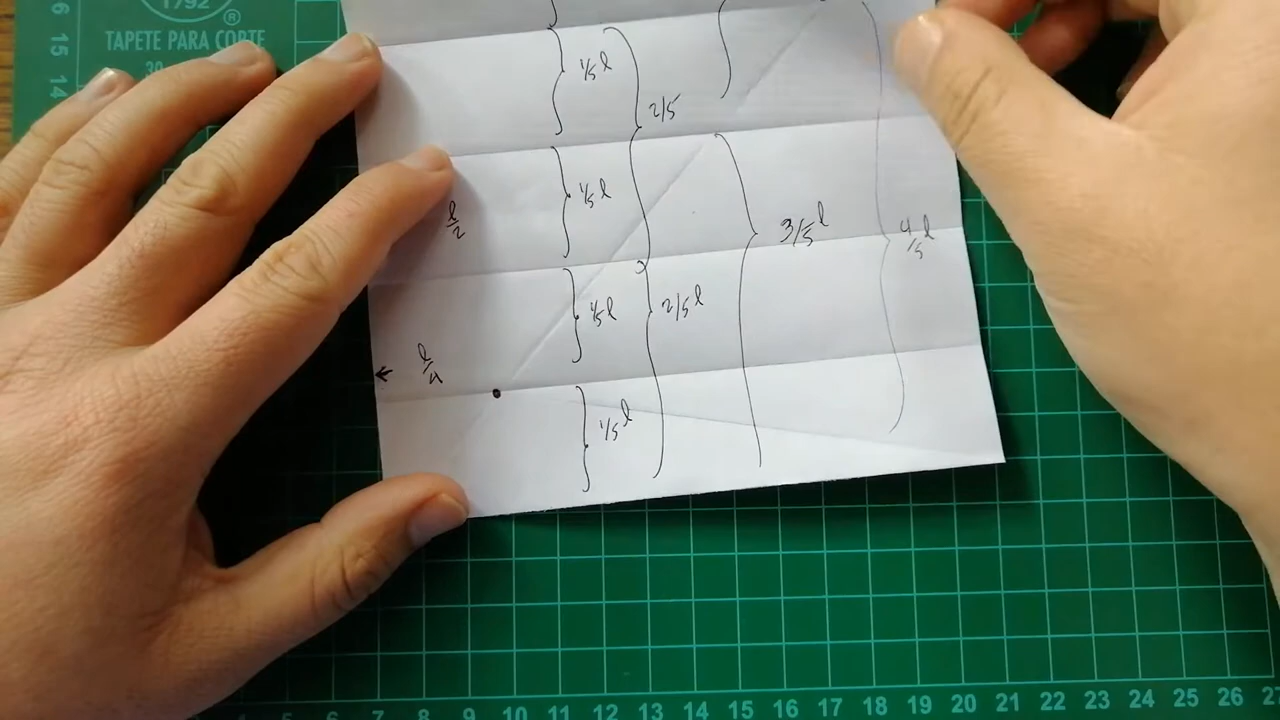 1792
TAPETE PARA CORTE
30
16
15
14
1/5 l
2/5
1/5 l
l/2
3/5 l
4/5 l
1/5 l
2/5 l
l/4
1/5 l
7 8 9 10 11 12 13 14 15 16 17 18 19 20 21 22 23 24 25 26